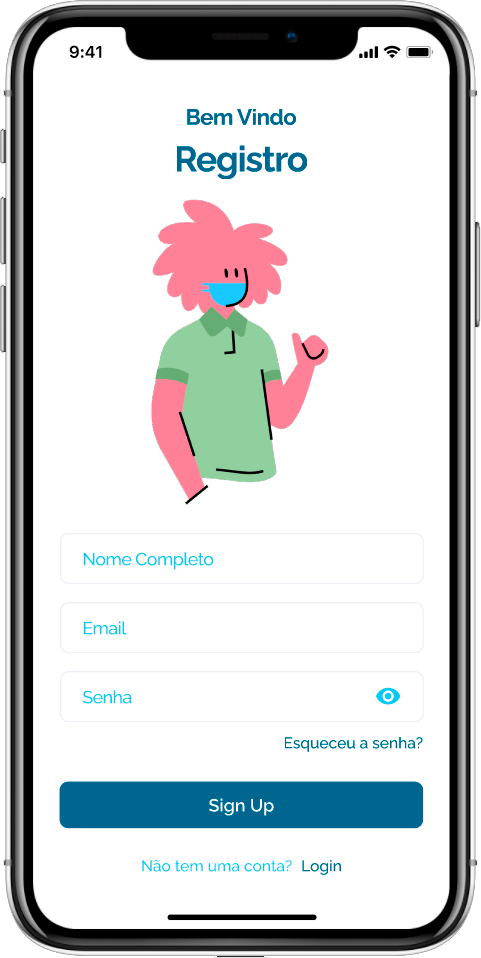 9:41
Bem Vindo
Registro
Nome Completo
Email
Senha
Esqueceu a senha?
Sign Up
Não tem uma conta? Login